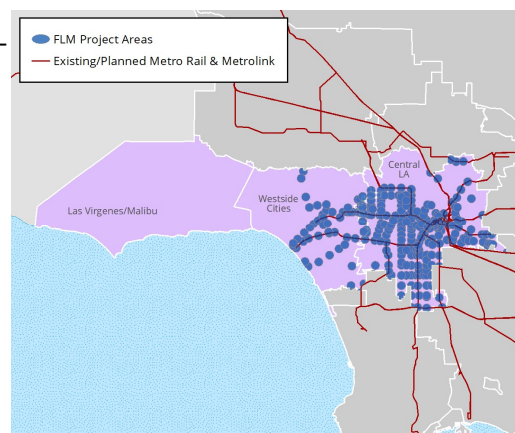 FLM Project Areas
Existing/Planned Metro Rail & Metrolink
Central
LA
Westside
Cities
Las Virgenes/Malibu